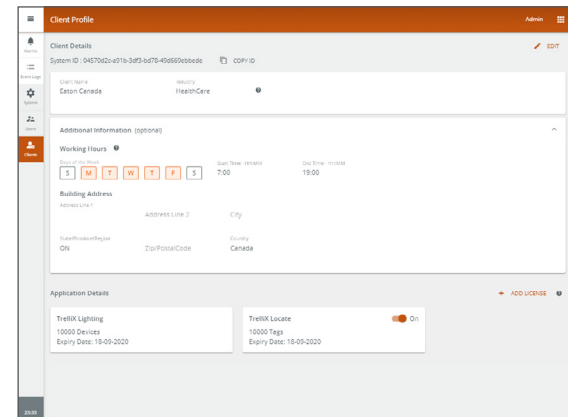 Client Profile
Admin
Client Details
EDIT
System ID : 04570d2c-a91b-3df3-bd78-49d669ebbede
COPY ID
Alarms
Event Logs
System
Users
Clients
Client Name
Industry
Eaton Canada
HealthCare
Additional Information (optional)
Working Hours
Days of the Week
Start Time - HH:MM
End Time - HH:MM
S M T W T F S
7:00
19:00
Building Address
Address Line 1
Address Line 2
City
State/Province/Region
Country
ON
Zip/PostalCode
Canada
Application Details
ADD LICENSE
TrelliX Lighting
10000 Devices
Expiry Date: 18-09-2020
TrelliX Locate
On
10000 Tags
Expiry Date: 18-09-2020